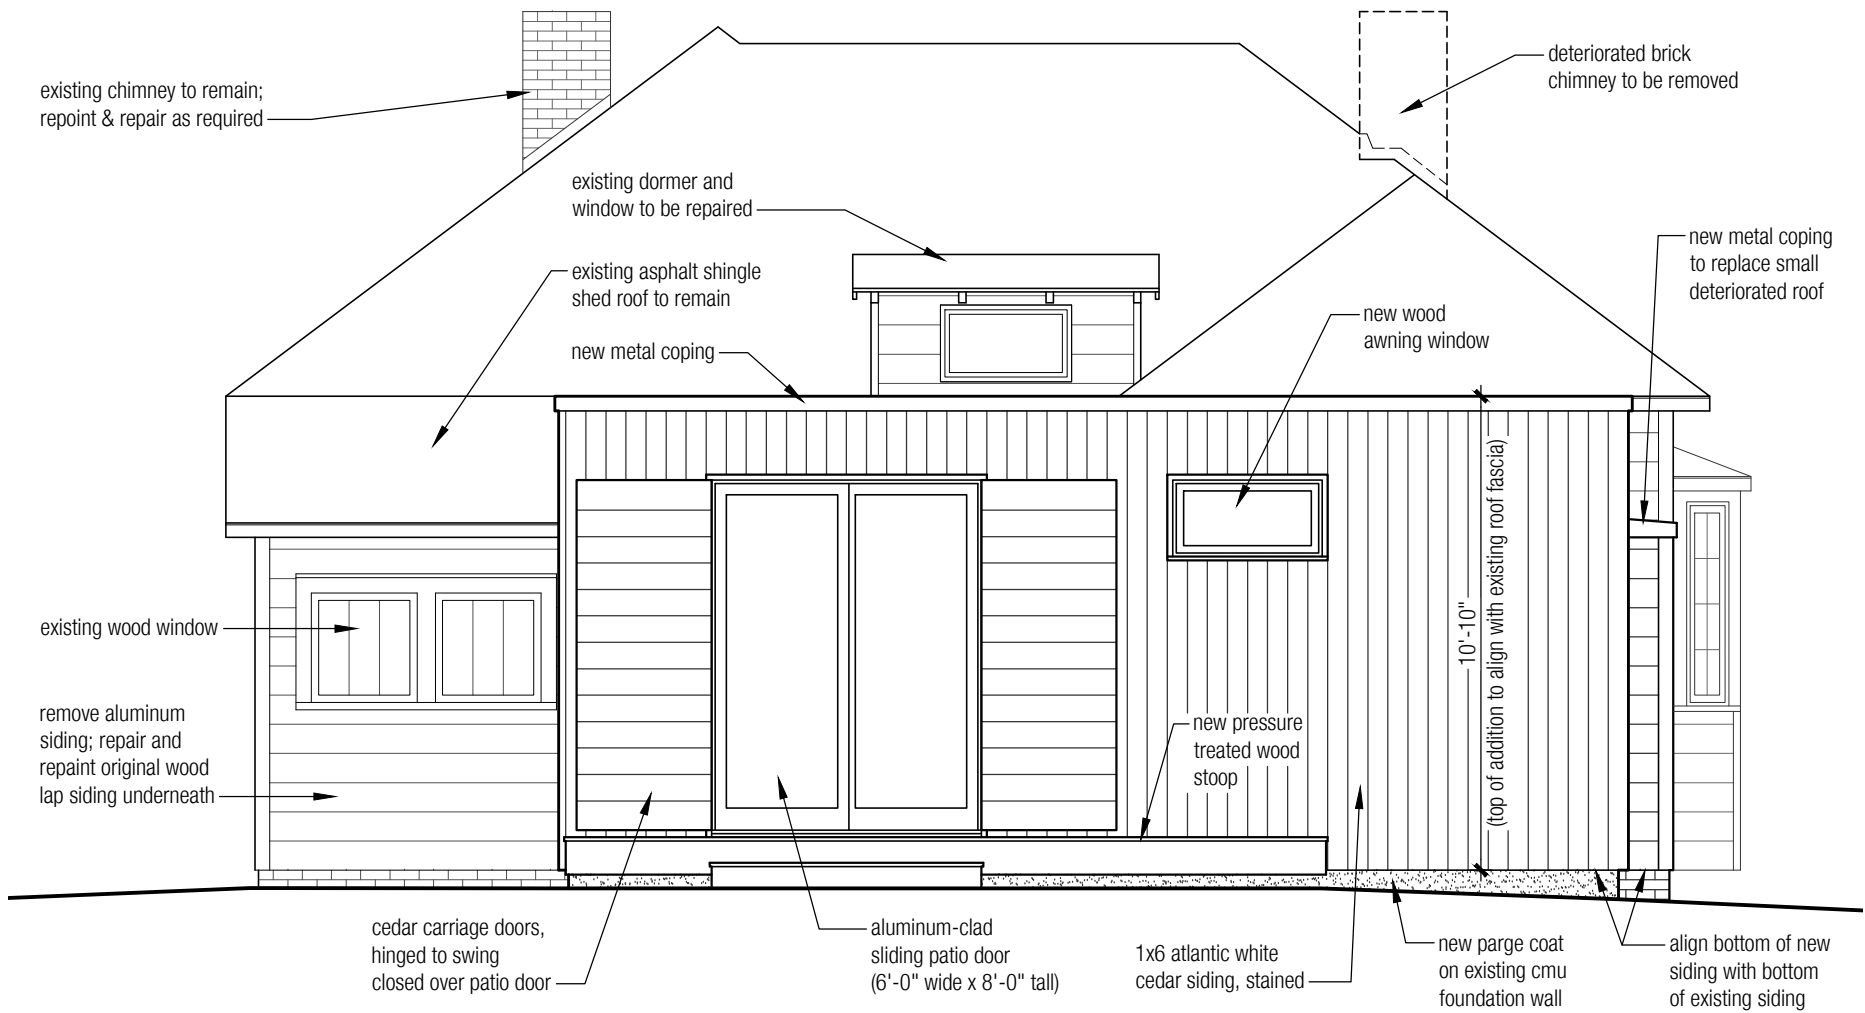 existing chimney to remain;
repoint & repair as required
deteriorated brick
chimney to be removed
existing dormer and
window to be repaired
new metal coping
to replace small
deteriorated roof
existing asphalt shingle
shed roof to remain
new wood
awning window
new metal coping
10'-10"
(top of addition to align with existing roof fascia)
existing wood window
remove aluminum
siding; repair and
repaint original wood
lap siding underneath
new pressure
treated wood
stoop
cedar carriage doors,
hinged to swing
closed over patio door
aluminum-clad
sliding patio door
(6'-0" wide x 8'-0" tall)
1x6 atlantic white
cedar siding, stained
new parge coat
on existing cmu
foundation wall
align bottom of new
siding with bottom
of existing siding